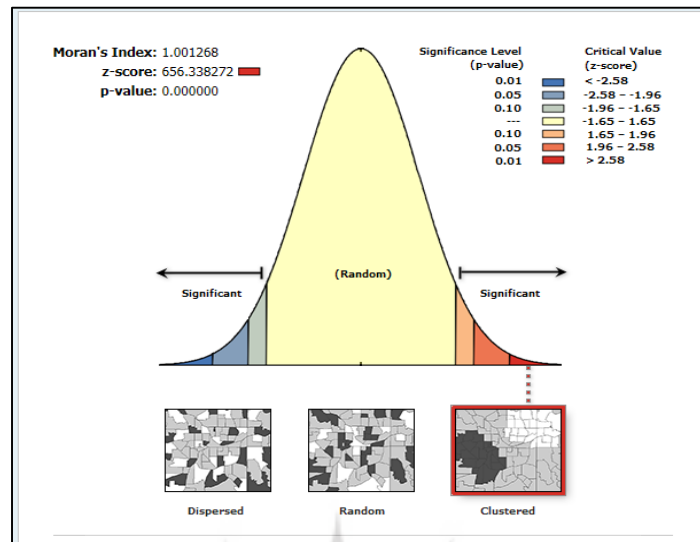 Moran's Index: 1.001268
z-score: 656.338272
p-value: 0.000000
Significance Level
(p-value)
Critical Value
(z-score)
0.01 < -2.58
0.05 -2.58 – -1.96
0.10 -1.96 – -1.65
--- -1.65 – 1.65
0.10 1.65 – 1.96
0.05 1.96 – 2.58
0.01 > 2.58
(Random)
Significant
Significant
Dispersed
Random
Clustered